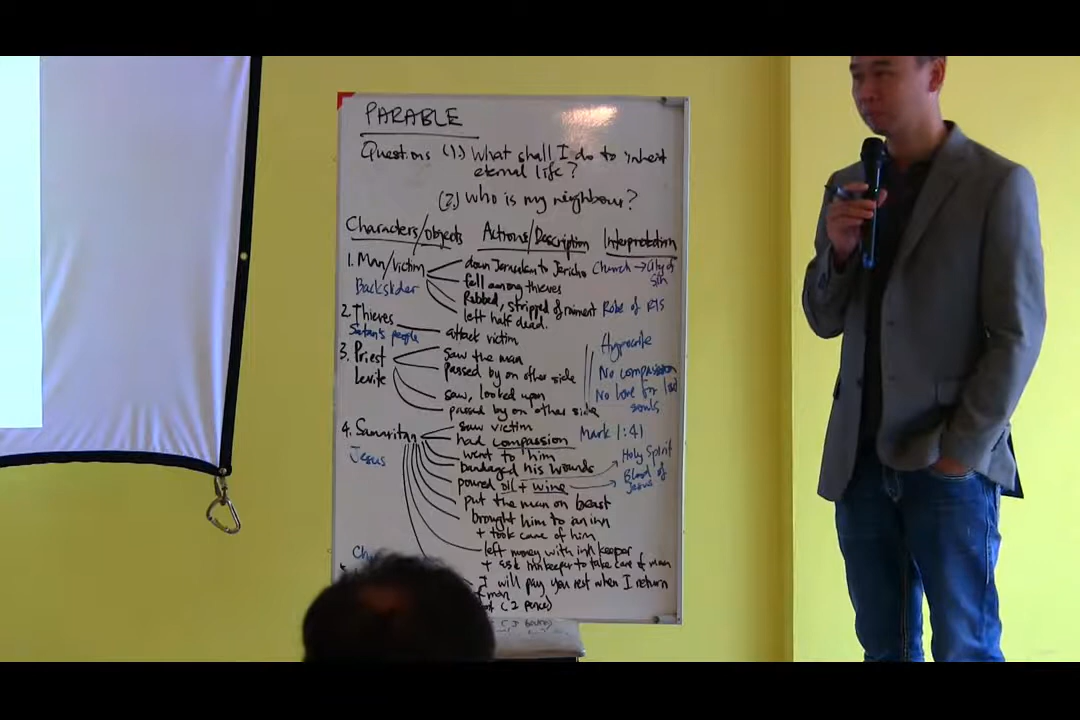 PARABLE
Questions (1.) What shall I do to inherit
eternal life?
(2.) Who is my neighbour?
Characters/objects Actions/Description Interpretation
1. Man/victim down Jerusalem to Jericho Church → City of
Sin
fell among thieves
Backslider Robbed, stripped of raiment Robe of
left half dead.
2. Thieves attack victim
Satan's people
3. Priest saw the man Hypocrite
Levite passed by on other side No compassion
saw, looked upon No love for lost
souls
passed by on other side
4. Samaritan saw victim
had compassion Mark 1:41
Jesus went to him
bandaged his wounds Holy Spirit
poured oil + wine Blood of
Jesus
put the man on beast
brought him to an inn
+ took care of him
left money with innkeeper
+ ask innkeeper to take care of man
I will pay you rest when I return
man
(2 pence)